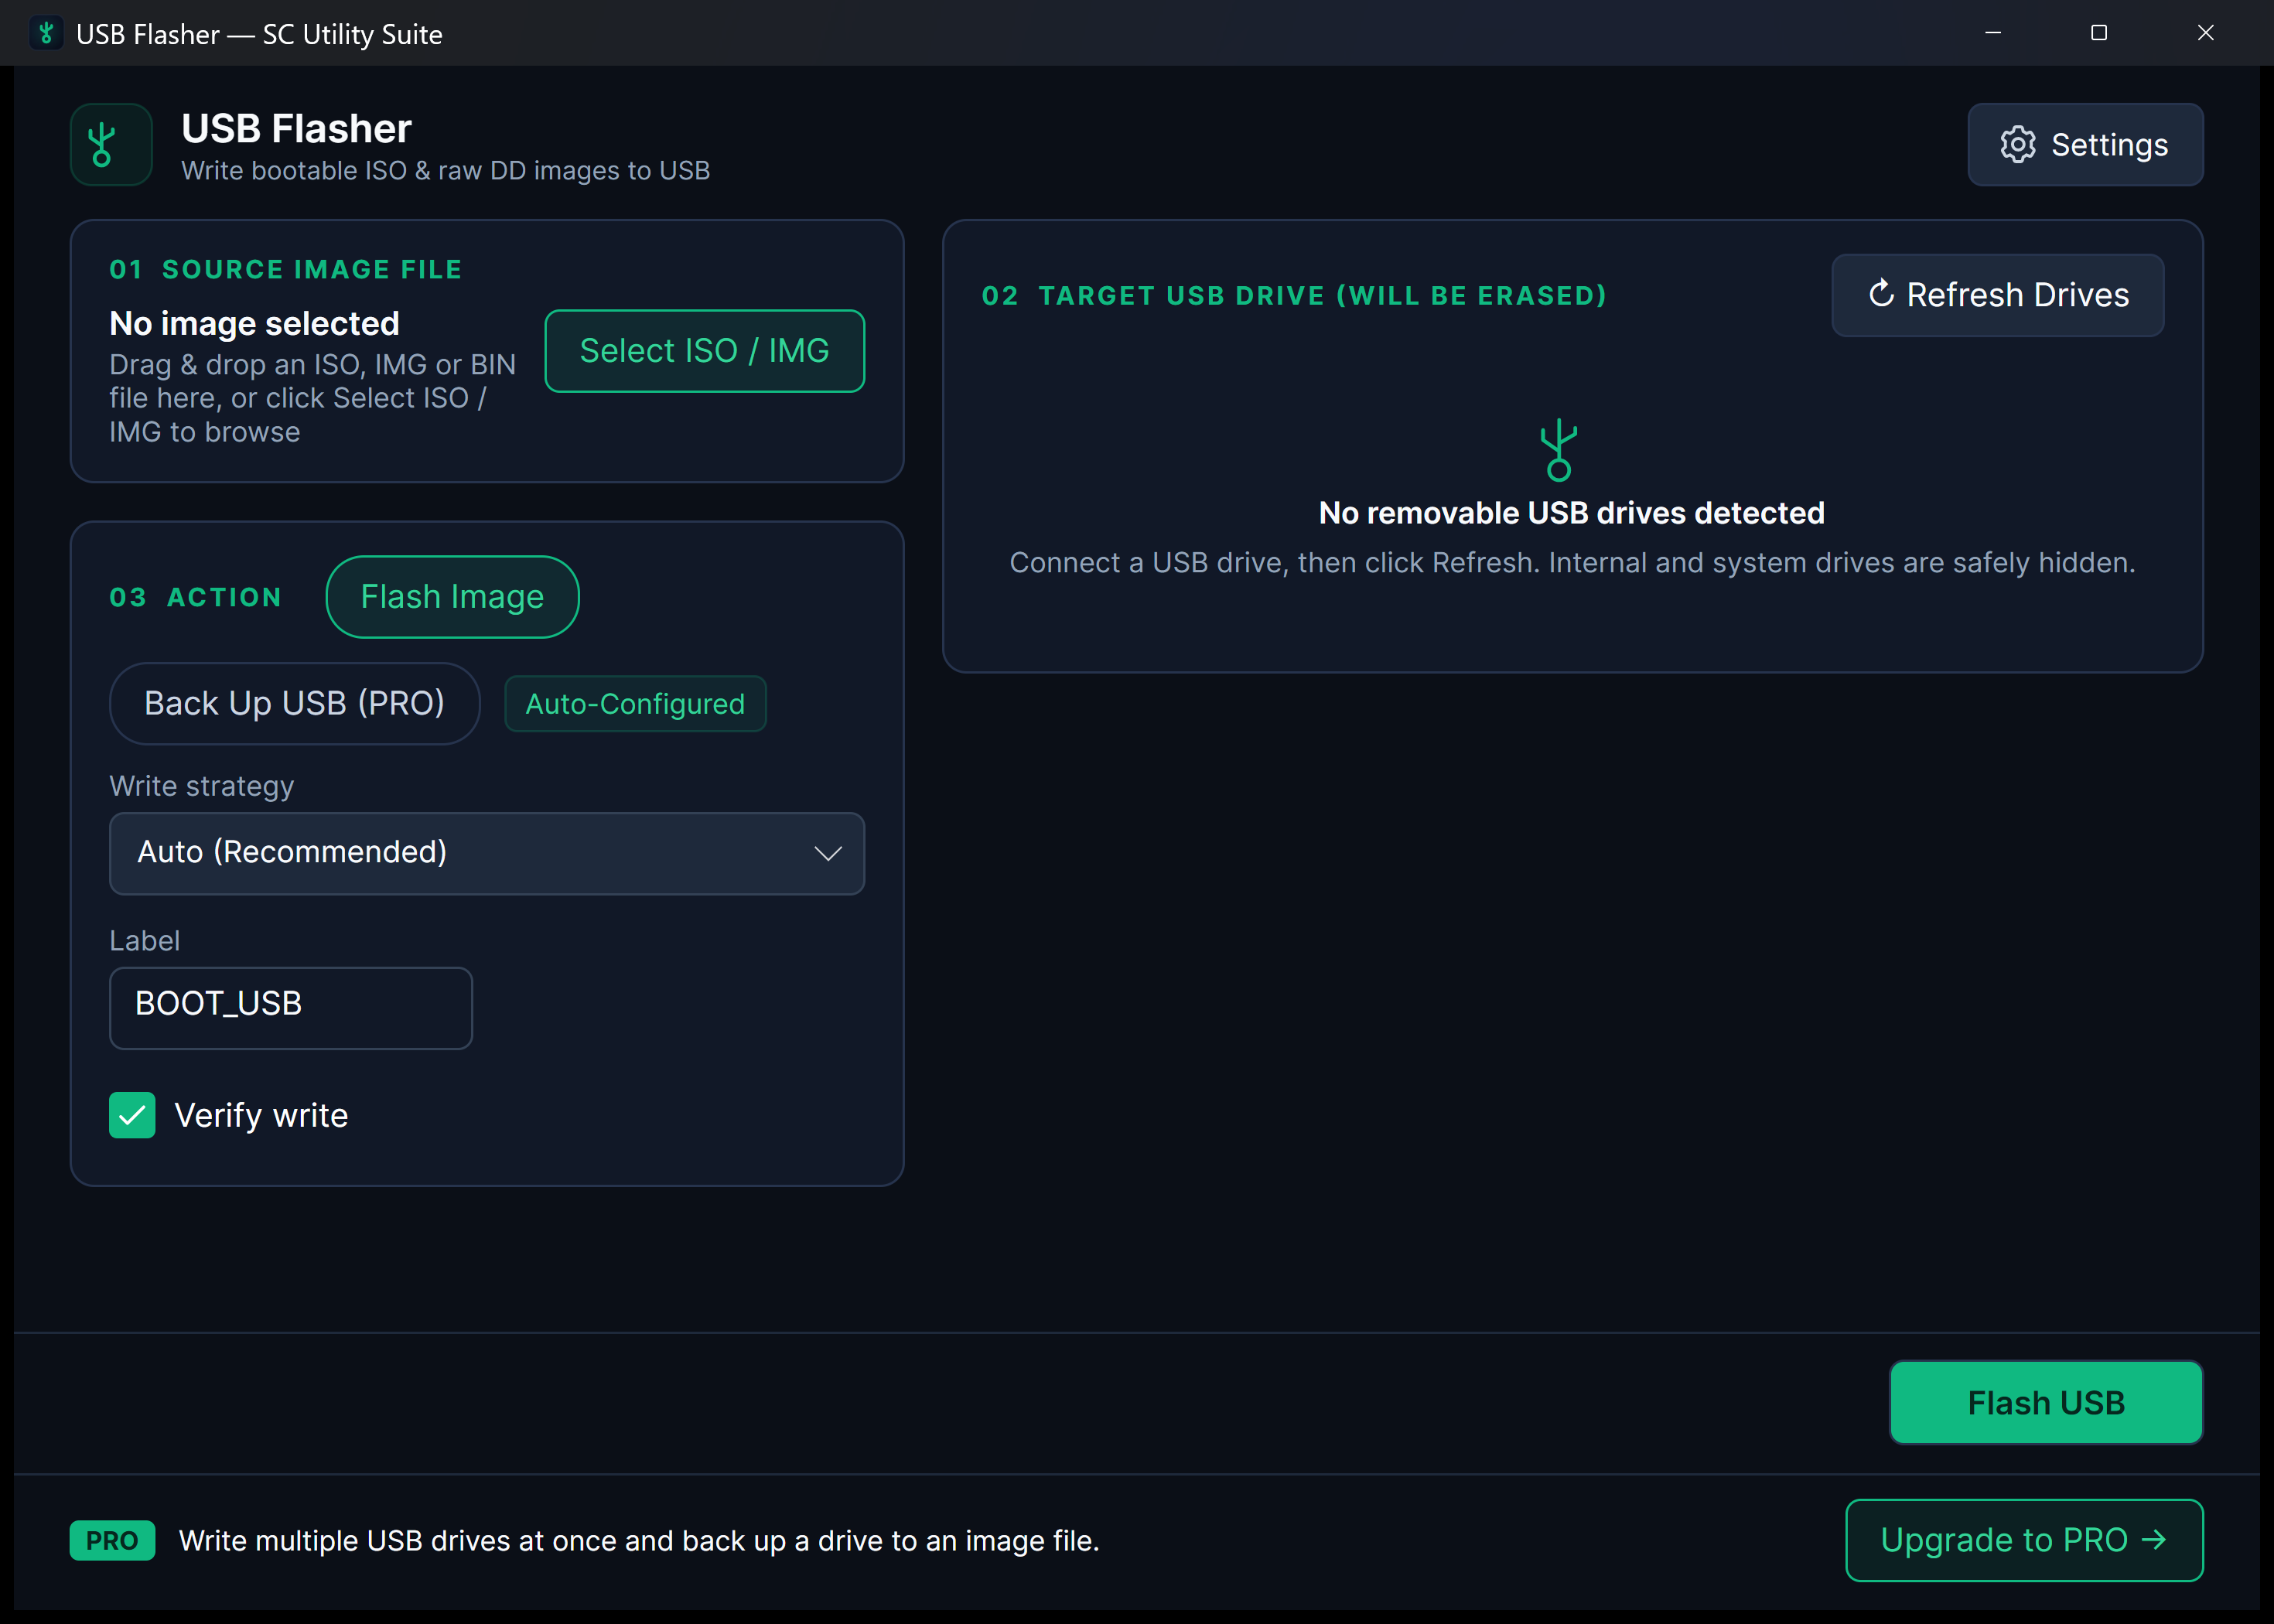 USB Flasher — SC Utility Suite
USB Flasher
Write bootable ISO & raw DD images to USB
Settings
01 SOURCE IMAGE FILE
No image selected
Drag & drop an ISO, IMG or BIN
file here, or click Select ISO /
IMG to browse
Select ISO / IMG
02 TARGET USB DRIVE (WILL BE ERASED)
Refresh Drives
No removable USB drives detected
Connect a USB drive, then click Refresh. Internal and system drives are safely hidden.
03 ACTION
Flash Image
Back Up USB (PRO)
Auto-Configured
Write strategy
Auto (Recommended)
Label
BOOT_USB
Verify write
Flash USB
PRO
Write multiple USB drives at once and back up a drive to an image file.
Upgrade to PRO →